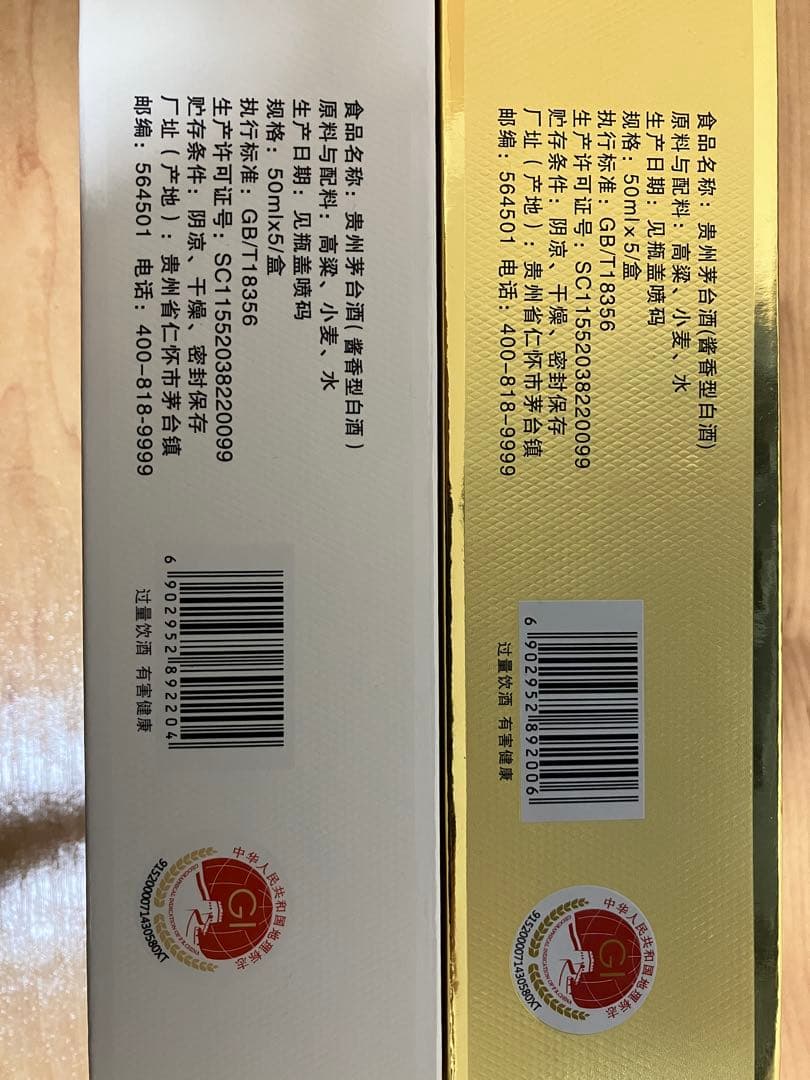 食品名称：贵州茅台酒(酱香型白酒)
原料与配料：高粱、小麦、水
生产日期：见瓶盖喷码
规格：50mlx5/盒
执行标准：GB/T18356
生产许可证号：SC11552038220099
贮存条件：阴凉、干燥、密封保存
厂址（产地）：贵州省仁怀市茅台镇
邮编：564501 电话：400-818-9999
6 902952 892204
过量饮酒 有害健康
中华人民共和国地理标志
GI
GEOGRAPHICAL INDICATION OF P.R.CHINA
9152000071430580XT
食品名称：贵州茅台酒(酱香型白酒)
原料与配料：高粱、小麦、水
生产日期：见瓶盖喷码
规格：50mlx5/盒
执行标准：GB/T18356
生产许可证号：SC11552038220099
贮存条件：阴凉、干燥、密封保存
厂址（产地）：贵州省仁怀市茅台镇
邮编：564501 电话：400-818-9999
6 902952 892006
过量饮酒 有害健康
中华人民共和国地理标志
GI
9152000071430580XT